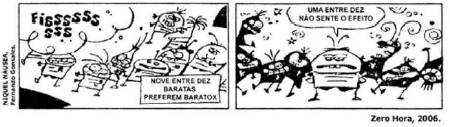 NIQUEL NÁUSEA
Fernando Gonsales.
FISSSSSS
SSS
NOVE ENTRE DEZ
BARATAS
PREFEREM BARATOX
UMA ENTRE DEZ
NÃO SENTE O EFEITO
Zero Hora, 2006.